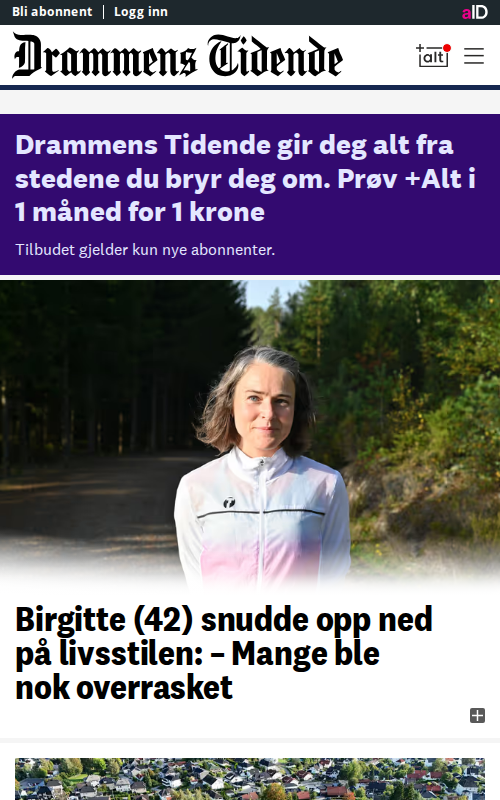 Bli abonnent | Logg inn
aID
Drammens Tidende
+alt
Drammens Tidende gir deg alt fra
stedene du bryr deg om. Prøv +Alt i
1 måned for 1 krone
Tilbudet gjelder kun nye abonnenter.
Birgitte (42) snudde opp ned
på livsstilen: – Mange ble
nok overrasket